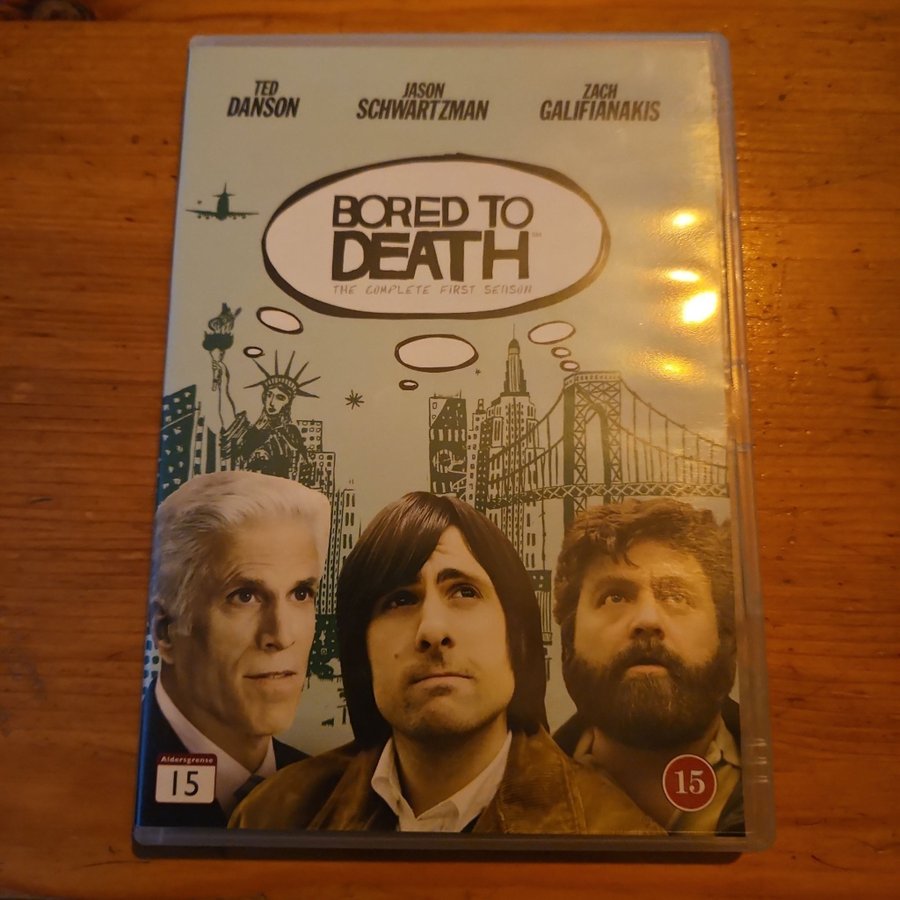 TED JASON ZACH
DANSON SCHWARTZMAN GALIFIANAKIS
BORED TO
DEATH
THE COMPLETE FIRST SEASON
Aldersgrense
15
15